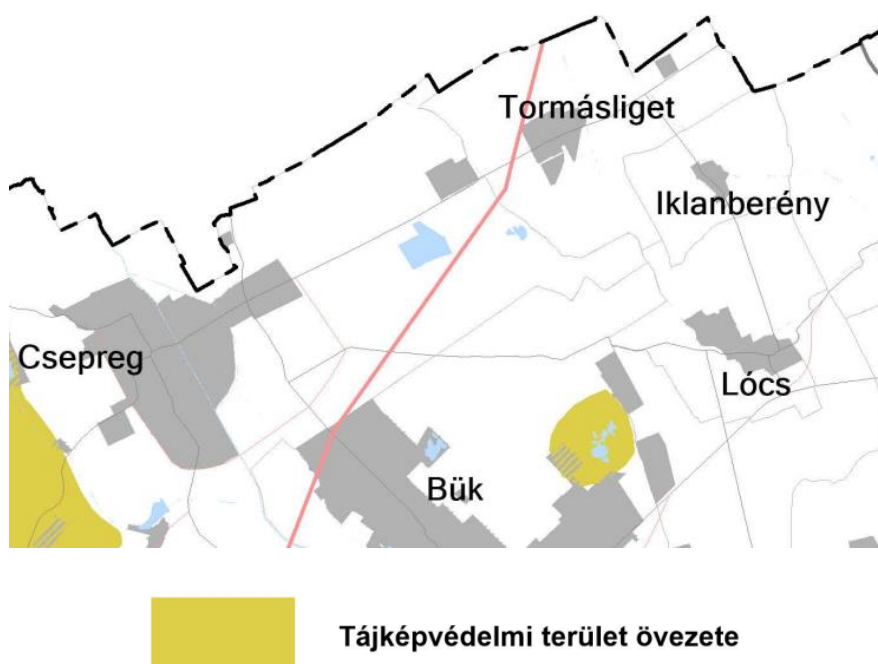 Tormásliget
Iklanberény
Csepreg
Lócs
Bük
Tájképvédelmi terület övezete